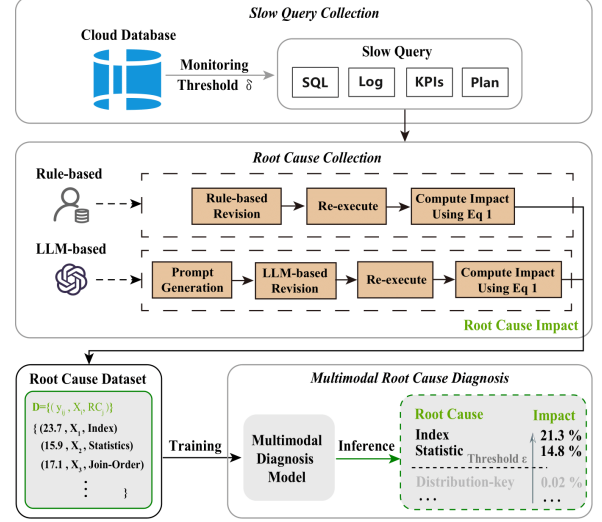 Slow Query Collection
Cloud Database
Monitoring
Threshold δ
Slow Query
SQL
Log
KPIs
Plan
Root Cause Collection
Rule-based
Rule-based
Revision
Re-execute
Compute Impact
Using Eq 1
LLM-based
Prompt
Generation
LLM-based
Revision
Re-execute
Compute Impact
Using Eq 1
Root Cause Impact
Root Cause Dataset
D={( y_ij , X_i, RC_j )}
{ (23.7 , X_1, Index)
(15.9 , X_2, Statistics)
(17.1 , X_3, Join-Order)
⋮ }
Training
Multimodal Root Cause Diagnosis
Multimodal
Diagnosis
Model
Inference
Root Cause Impact
Index 21.3 %
Statistic 14.8 %
Threshold ε
Distribution-key 0.02 %
... ...